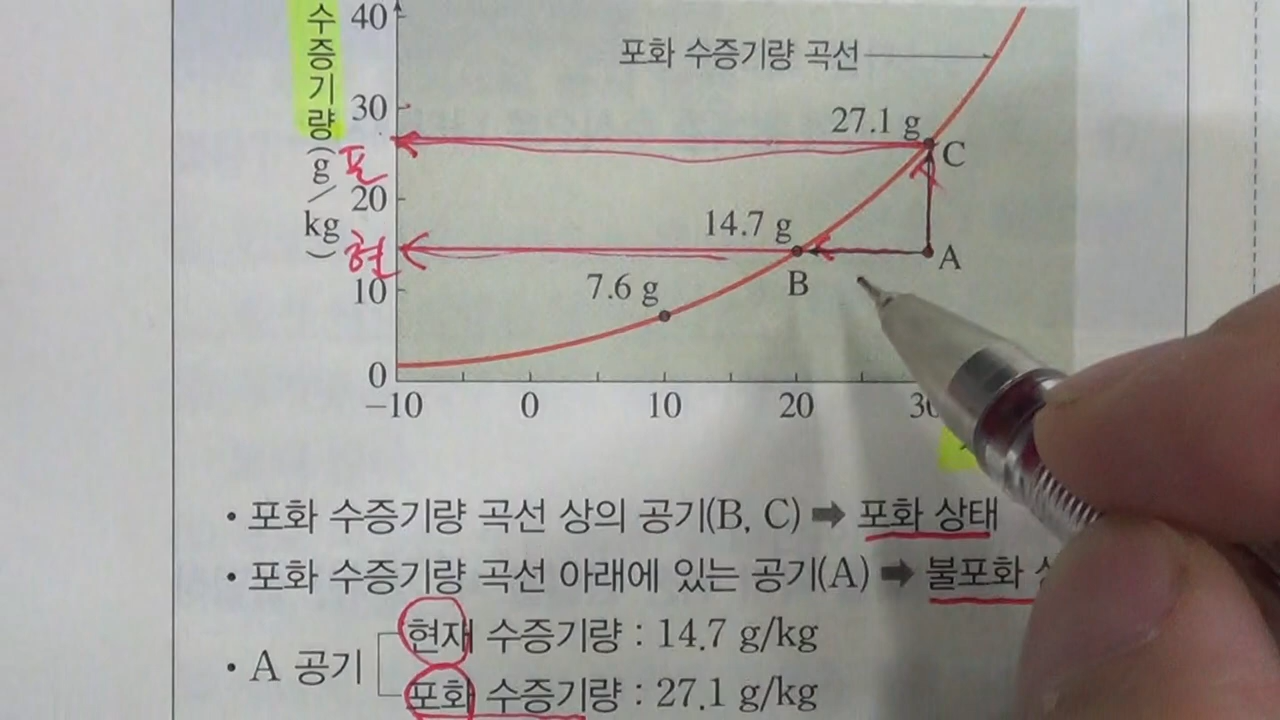 수증기량(g/kg)
40
포화 수증기량 곡선
30
27.1 g
C
포
20
14.7 g
현
A
B
10
7.6 g
0
−10 0 10 20
• 포화 수증기량 곡선 상의 공기(B, C) ➡ 포화 상태
• 포화 수증기량 곡선 아래에 있는 공기(A) ➡ 불포화
• A 공기
현재 수증기량 : 14.7 g/kg
포화 수증기량 : 27.1 g/kg